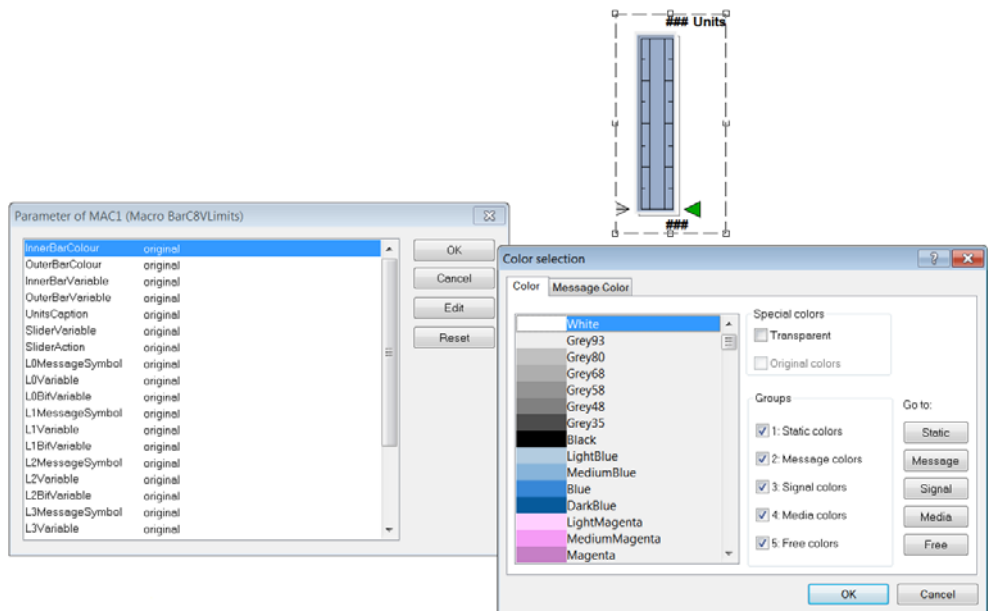 ### Units
###
Parameter of MAC1 (Macro BarC8VLimits)
InnerBarColour original
OuterBarColour original
InnerBarVariable original
OuterBarVariable original
UnitsCaption original
SliderVariable original
SliderAction original
L0MessageSymbol original
L0Variable original
L0BitVariable original
L1MessageSymbol original
L1Variable original
L1BitVariable original
L2MessageSymbol original
L2Variable original
L2BitVariable original
L3MessageSymbol original
L3Variable original
OK
Cancel
Edit
Reset
Color selection
Color Message Color
White
Grey93
Grey80
Grey68
Grey58
Grey48
Grey35
Black
LightBlue
MediumBlue
Blue
DarkBlue
LightMagenta
MediumMagenta
Magenta
Special colors
Transparent
Original colors
Groups
1: Static colors
2: Message colors
3: Signal colors
4: Media colors
5: Free colors
Go to:
Static
Message
Signal
Media
Free
OK Cancel